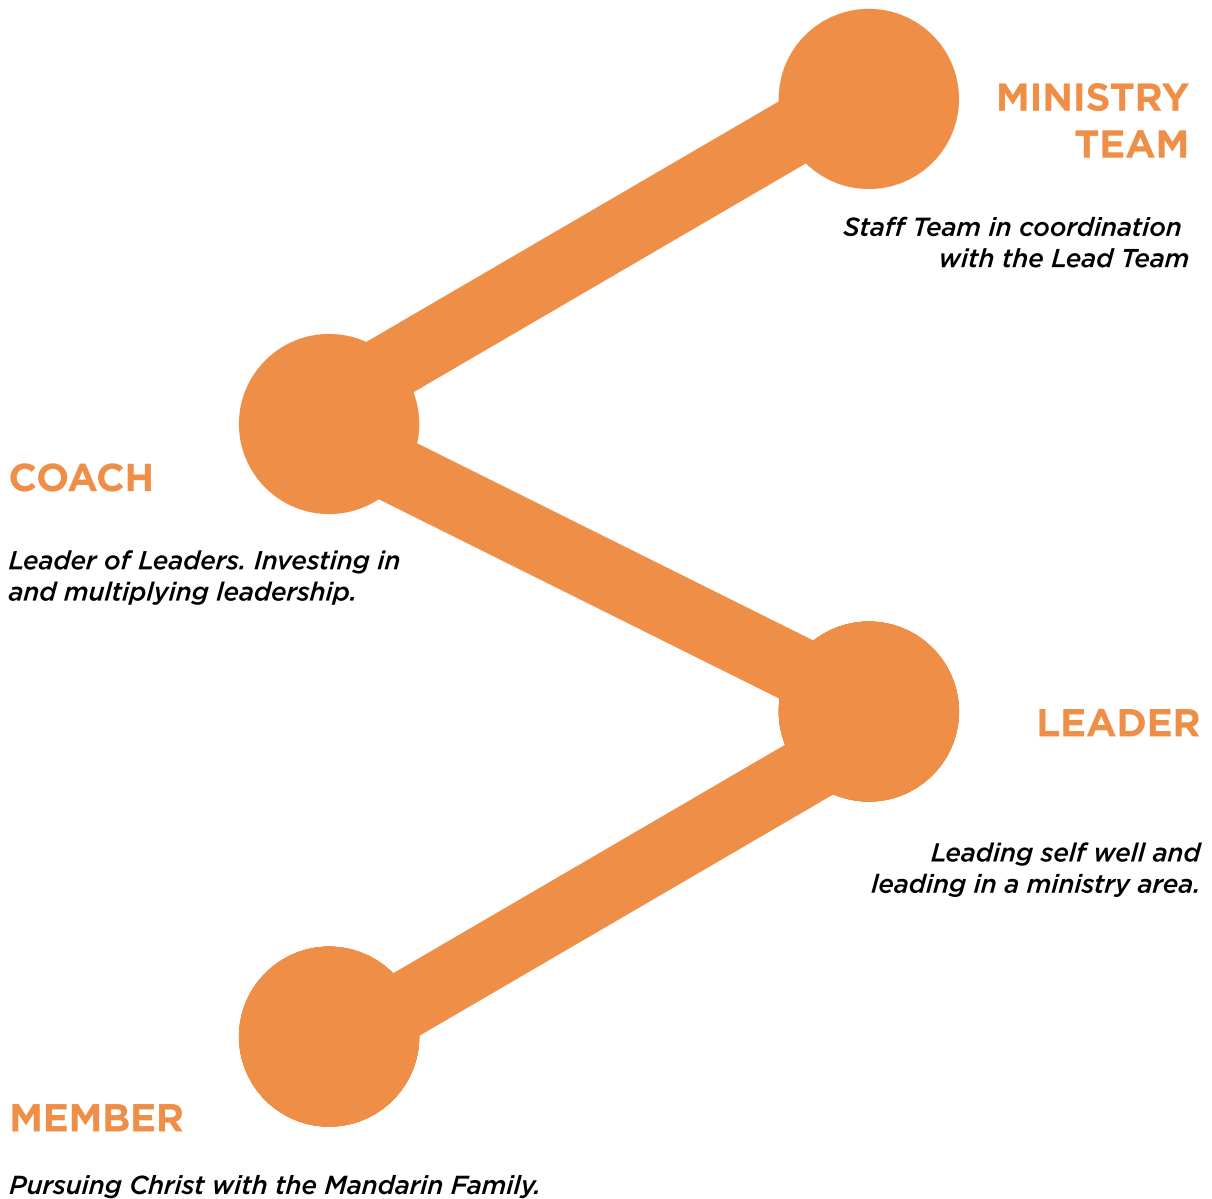 MINISTRY
TEAM
Staff Team in coordination
with the Lead Team
COACH
Leader of Leaders. Investing in
and multiplying leadership.
LEADER
Leading self well and
leading in a ministry area.
MEMBER
Pursuing Christ with the Mandarin Family.